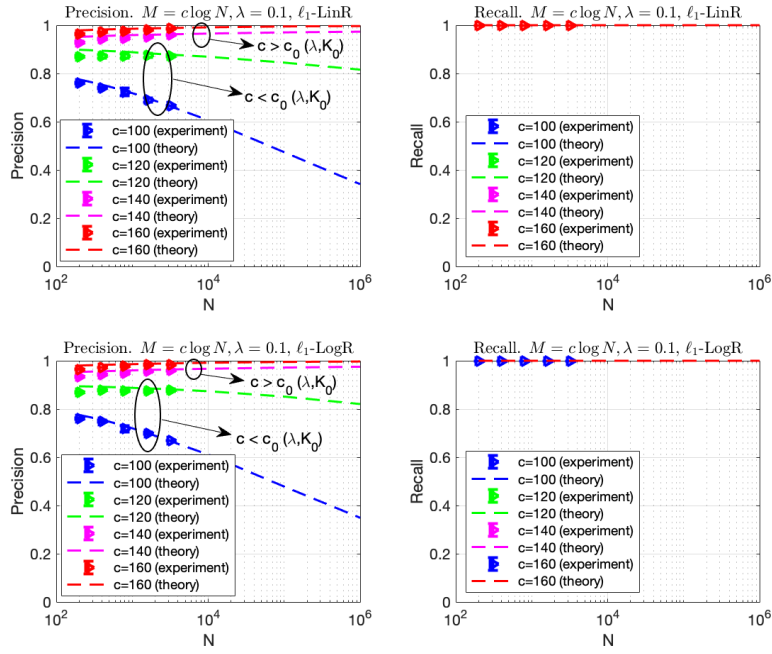 Precision. M = c log N, λ = 0.1, ℓ1-LinR
1
0.8
0.6
0.4
0.2
0
Precision
c > c0 (λ,K0)
c < c0 (λ,K0)
c=100 (experiment)
c=100 (theory)
c=120 (experiment)
c=120 (theory)
c=140 (experiment)
c=140 (theory)
c=160 (experiment)
c=160 (theory)
10^2
10^4
10^6
N
Recall. M = c log N, λ = 0.1, ℓ1-LinR
1
0.8
0.6
0.4
0.2
0
Recall
c=100 (experiment)
c=100 (theory)
c=120 (experiment)
c=120 (theory)
c=140 (experiment)
c=140 (theory)
c=160 (experiment)
c=160 (theory)
10^2
10^4
10^6
N
Precision. M = c log N, λ = 0.1, ℓ1-LogR
1
0.8
0.6
0.4
0.2
0
Precision
c > c0 (λ,K0)
c < c0 (λ,K0)
c=100 (experiment)
c=100 (theory)
c=120 (experiment)
c=120 (theory)
c=140 (experiment)
c=140 (theory)
c=160 (experiment)
c=160 (theory)
10^2
10^4
10^6
N
Recall. M = c log N, λ = 0.1, ℓ1-LogR
1
0.8
0.6
0.4
0.2
0
Recall
c=100 (experiment)
c=100 (theory)
c=120 (experiment)
c=120 (theory)
c=140 (experiment)
c=140 (theory)
c=160 (experiment)
c=160 (theory)
10^2
10^4
10^6
N